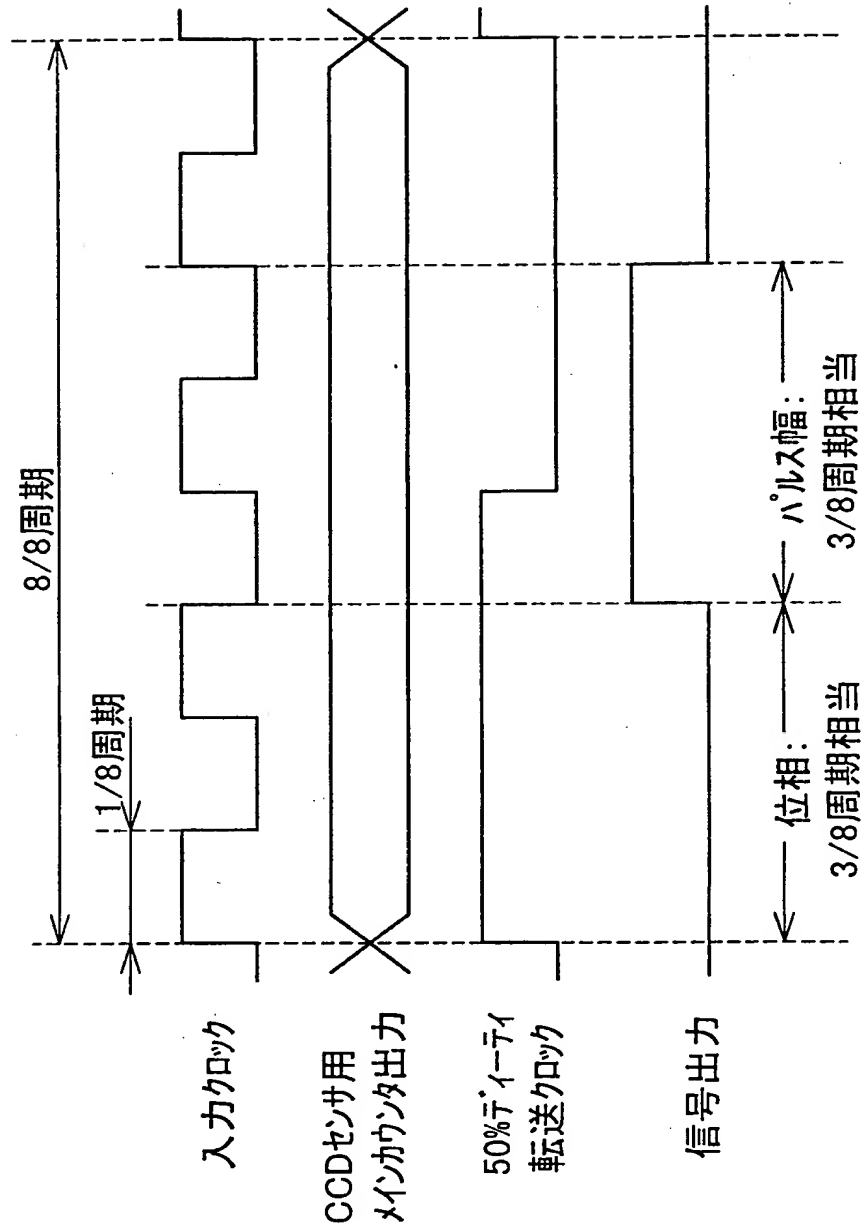 8/8周期
1/8周期
入力クロック
CCDセンサ用
メインカウンタ出力
50%ディーティ
転送クロック
信号出力
位相:
3/8周期相当
パルス幅:
3/8周期相当